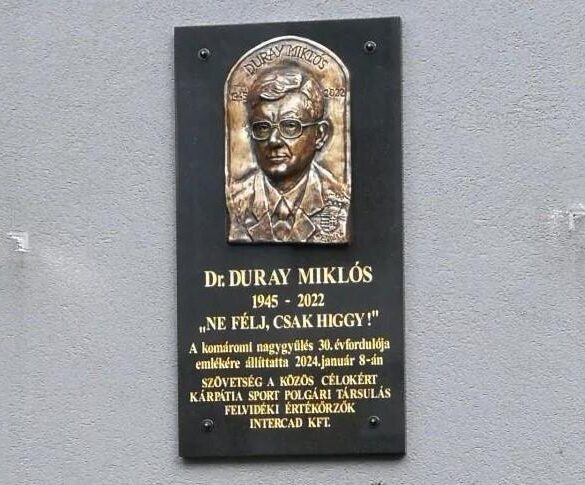 DURAY MIKLÓS
1945 2022
Dr. DURAY MIKLÓS
1945 - 2022
„NE FÉLJ, CSAK HIGGY!"
A komáromi nagygyűlés 30. évfordulója
emlékére állíttatta 2024. január 8-án
SZÖVETSÉG A KÖZÖS CÉLOKÉRT
KÁRPÁTIA SPORT POLGÁRI TÁRSULÁS
FELVIDÉKI ÉRTÉKŐRZŐK
INTERCAD KFT.